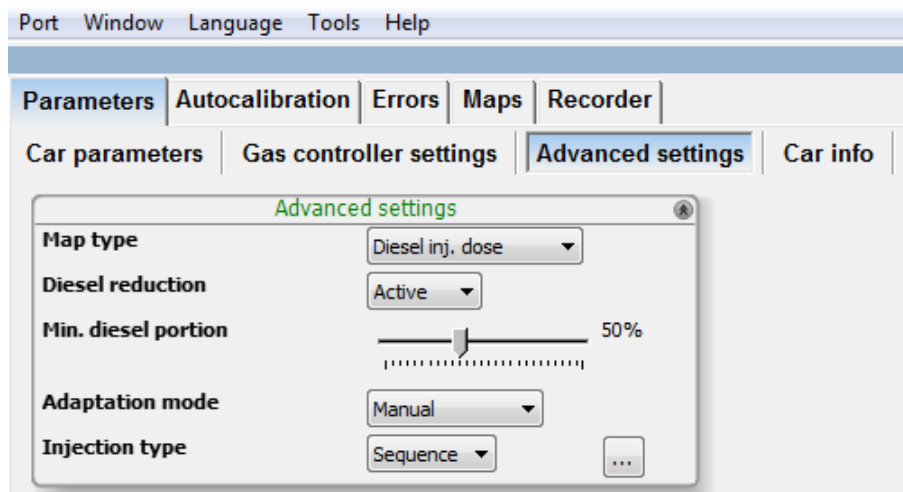 Port Window Language Tools Help
Parameters Autocalibration Errors Maps Recorder
Car parameters Gas controller settings Advanced settings Car info
Advanced settings
Map type Diesel inj. dose
Diesel reduction Active
Min. diesel portion 50%
Adaptation mode Manual
Injection type Sequence ...